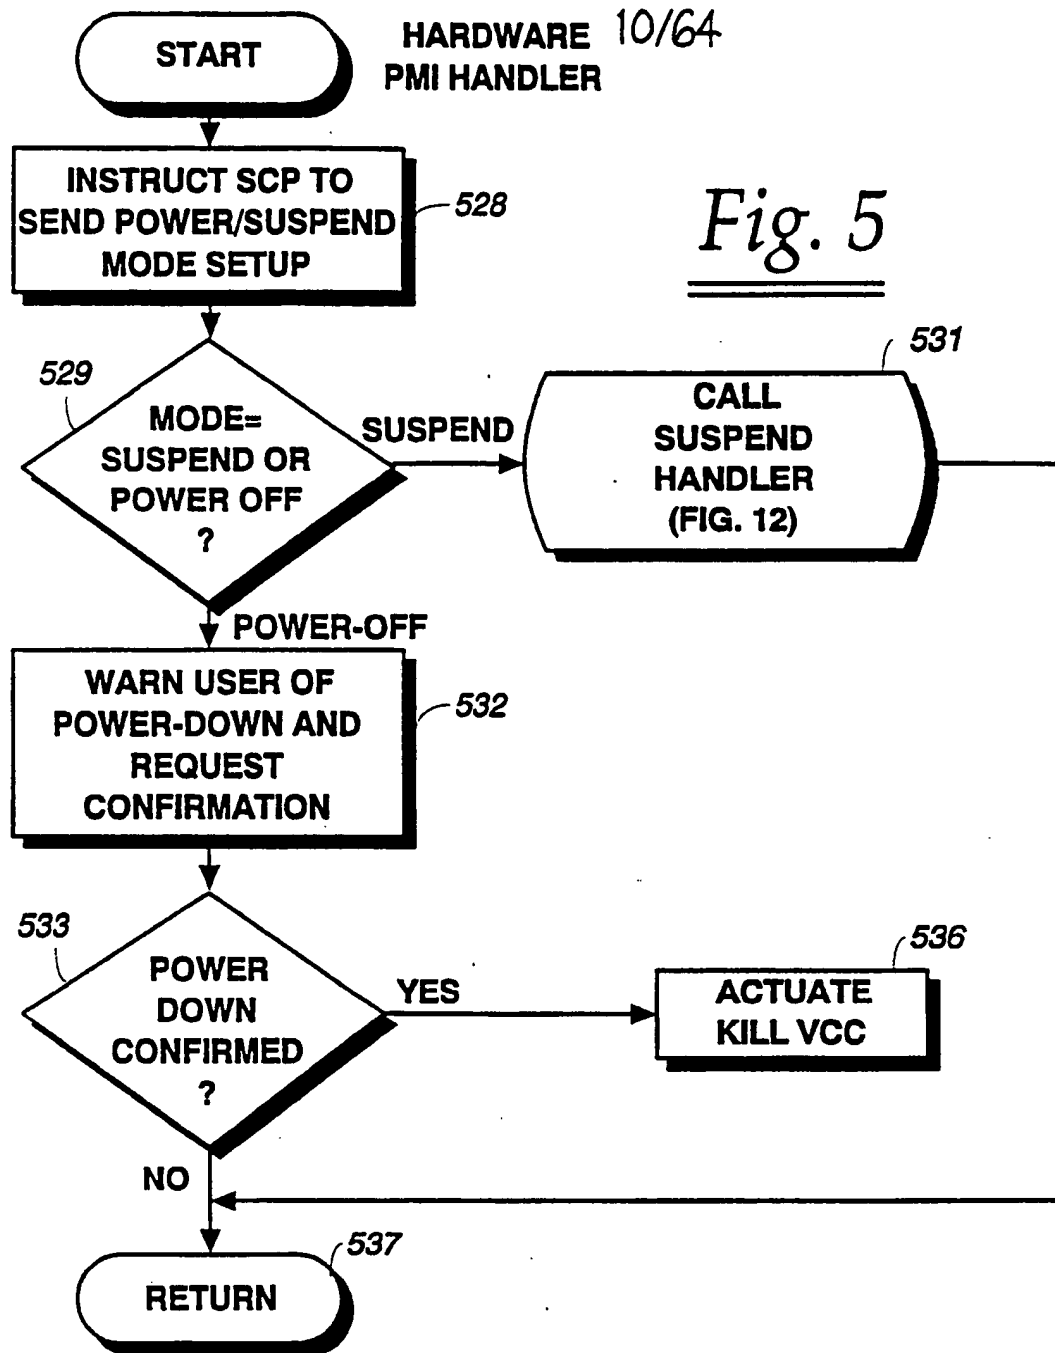 START
HARDWARE 10/64
PMI HANDLER
INSTRUCT SCP TO
SEND POWER/SUSPEND
MODE SETUP
528
Fig. 5
529
MODE=
SUSPEND OR
POWER OFF
?
SUSPEND
531
CALL
SUSPEND
HANDLER
(FIG. 12)
POWER-OFF
WARN USER OF
POWER-DOWN AND
REQUEST
CONFIRMATION
532
533
POWER
DOWN
CONFIRMED
?
YES
536
ACTUATE
KILL VCC
NO
537
RETURN